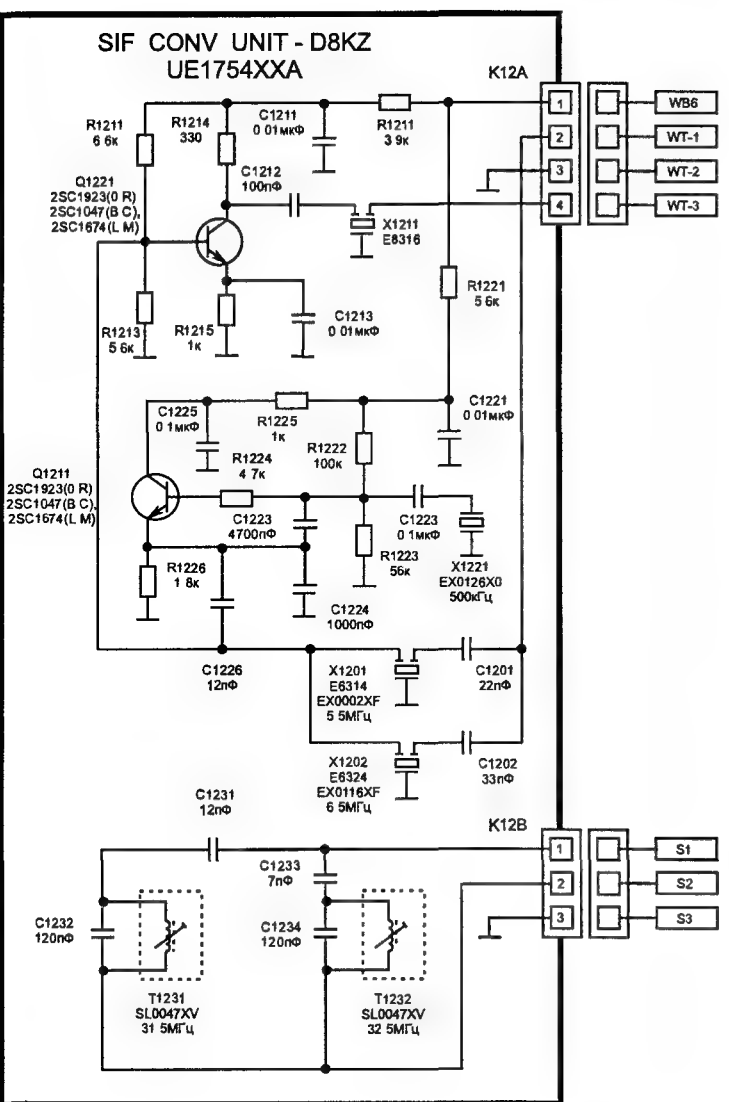 SIF CONV UNIT - D8KZ
UE1754XXA
K12A
R1211
6 6к
R1214
330
C1211
0 01мкФ
R1211
3 9к
1
WB6
2
WT-1
3
WT-2
4
WT-3
Q1221
2SC1923(0 R)
2SC1047(B C),
2SC1674(L M)
C1212
100пФ
X1211
E8316
R1213
5 6к
R1215
1к
C1213
0 01мкФ
R1221
5 6к
C1225
0 1мкФ
R1225
1к
R1222
100к
C1221
0 01мкФ
Q1211
2SC1923(0 R)
2SC1047(B C),
2SC1674(L M)
R1224
4 7к
C1223
4700пФ
C1223
0 1мкФ
R1223
56к
X1221
EX0126X0
500кГц
R1226
1 8к
C1224
1000пФ
C1226
12пФ
X1201
E6314
EX0002XF
5 5МГц
C1201
22пФ
X1202
E6324
EX0116XF
6 5МГц
C1202
33пФ
C1231
12пФ
K12B
C1233
7пФ
1
S1
2
S2
3
S3
C1232
120пФ
C1234
120пФ
T1231
SL0047XV
31 5МГц
T1232
SL0047XV
32 5МГц